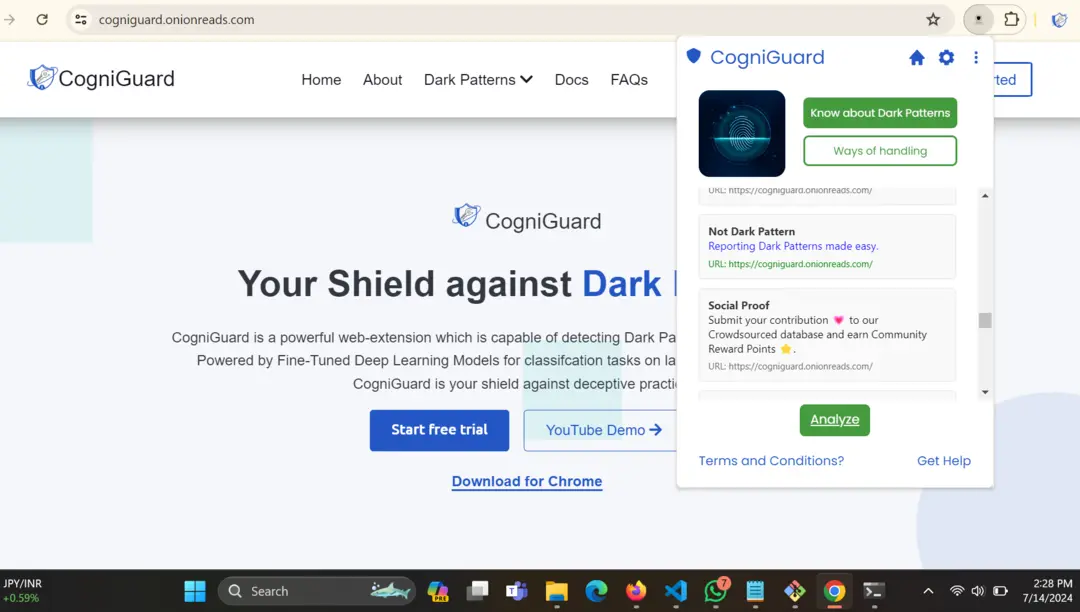 cogniguard.onionreads.com
CogniGuard
Home About Dark Patterns Docs FAQs
rted
CogniGuard
Your Shield against Dark
CogniGuard is a powerful web-extension which is capable of detecting Dark Pa
Powered by Fine-Tuned Deep Learning Models for classifcation tasks on la
CogniGuard is your shield against deceptive practi
Start free trial
YouTube Demo →
Download for Chrome
CogniGuard
Know about Dark Patterns
Ways of handling
URL: https://cogniguard.onionreads.com/
Not Dark Pattern
Reporting Dark Patterns made easy.
URL: https://cogniguard.onionreads.com/
Social Proof
Submit your contribution 💗 to our
Crowdsourced database and earn Community
Reward Points ⭐.
URL: https://cogniguard.onionreads.com/
Analyze
Terms and Conditions? Get Help
JPY/INR
+0.59%
Search
PRE
7
2:28 PM
7/14/2024